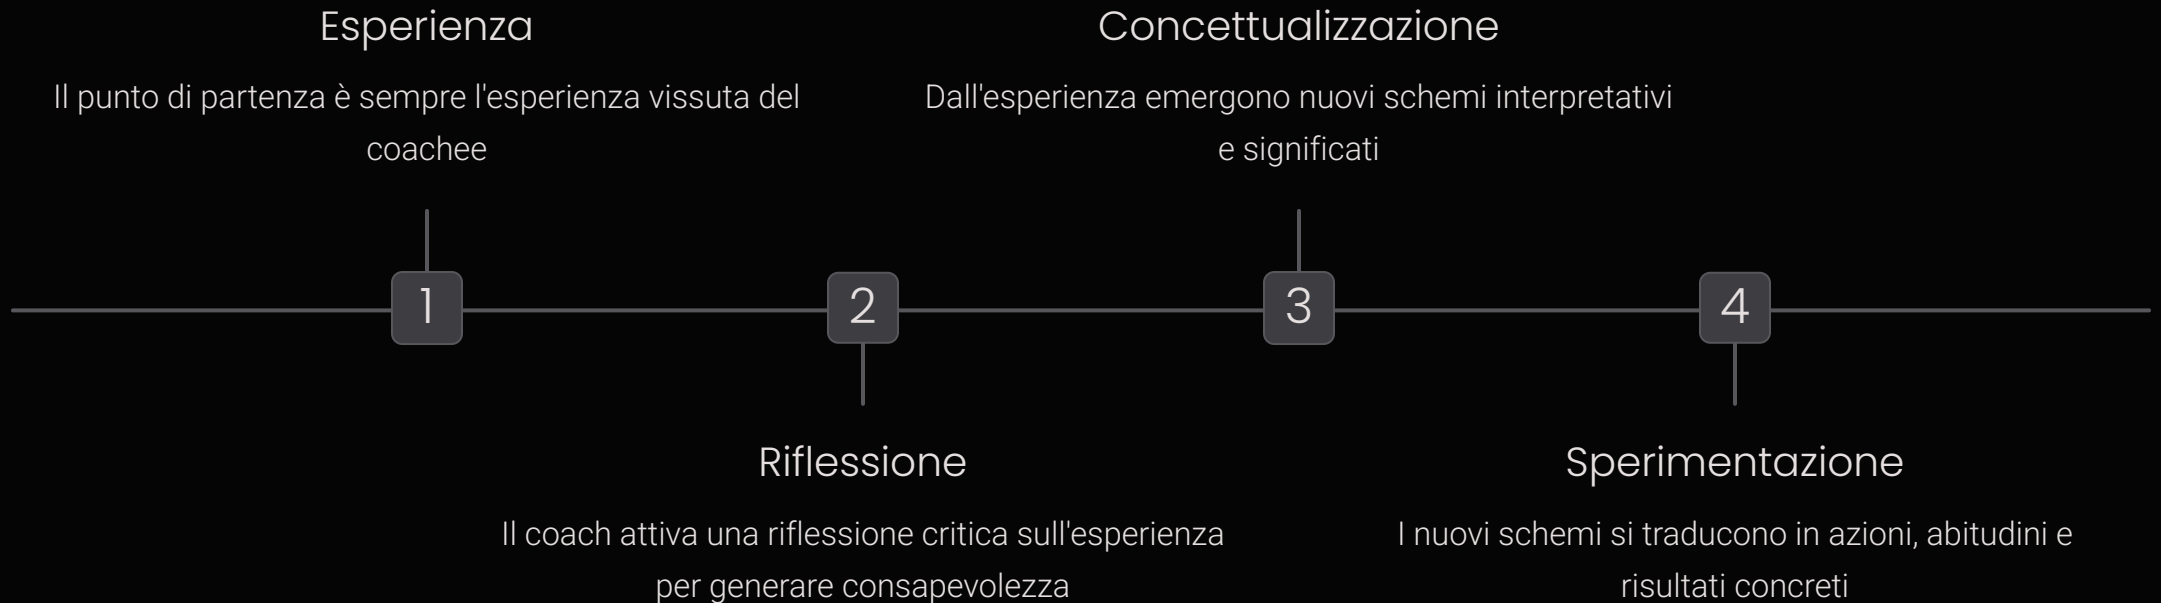 Esperienza
Il punto di partenza è sempre l'esperienza vissuta del
coachee
Concettualizzazione
Dall'esperienza emergono nuovi schemi interpretativi
e significati
1
2
3
4
Riflessione
Il coach attiva una riflessione critica sull'esperienza
per generare consapevolezza
Sperimentazione
I nuovi schemi si traducono in azioni, abitudini e
risultati concreti